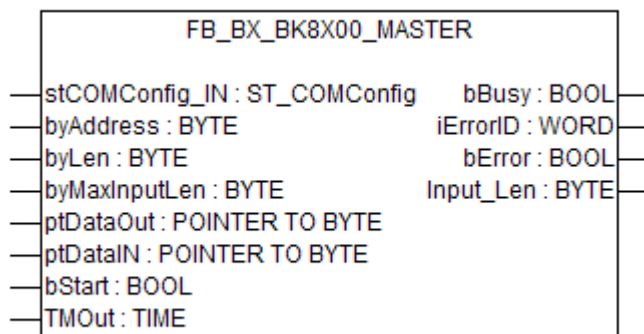 FB_BX_BK8X00_MASTER
stCOMConfig_IN : ST_COMConfig bBusy : BOOL
byAddress : BYTE iErrorID : WORD
byLen : BYTE bError : BOOL
byMaxInputLen : BYTE Input_Len : BYTE
ptDataOut : POINTER TO BYTE
ptDataIN : POINTER TO BYTE
bStart : BOOL
TMOut : TIME